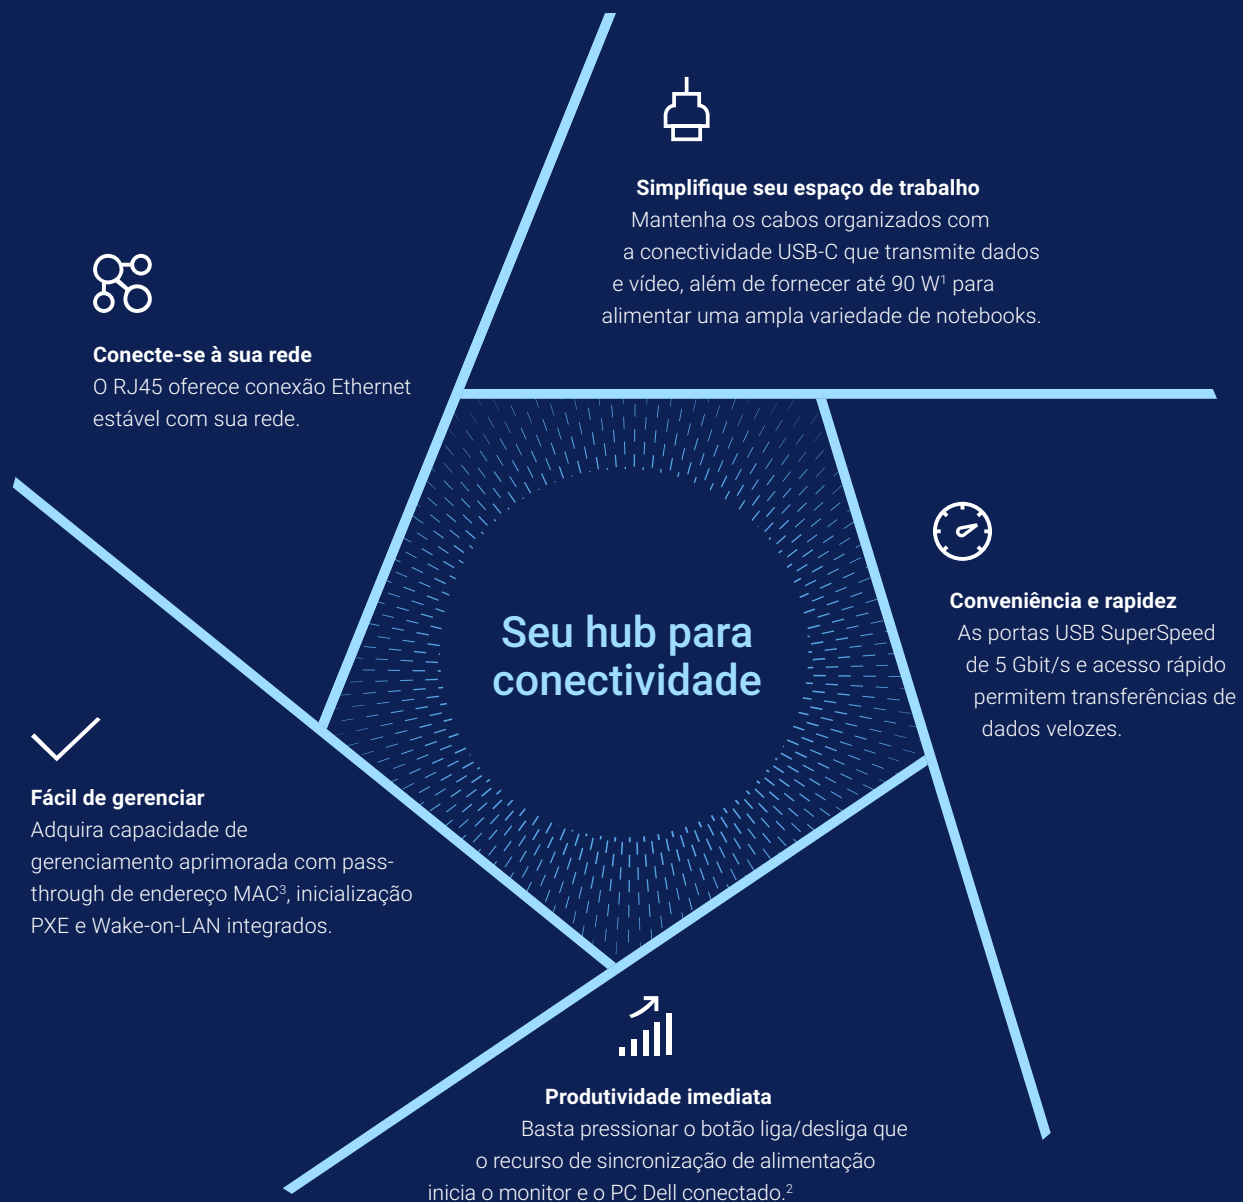 Simplifique seu espaço de trabalho
Mantenha os cabos organizados com
a conectividade USB-C que transmite dados
e vídeo, além de fornecer até 90 W¹ para
alimentar uma ampla variedade de notebooks.
Conecte-se à sua rede
O RJ45 oferece conexão Ethernet
estável com sua rede.
Seu hub para
conectividade
Conveniência e rapidez
As portas USB SuperSpeed
de 5 Gbit/s e acesso rápido
permitem transferências de
dados velozes.
Fácil de gerenciar
Adquira capacidade de
gerenciamento aprimorada com pass-
through de endereço MAC³, inicialização
PXE e Wake-on-LAN integrados.
Produtividade imediata
Basta pressionar o botão liga/desliga que
o recurso de sincronização de alimentação
inicia o monitor e o PC Dell conectado.²